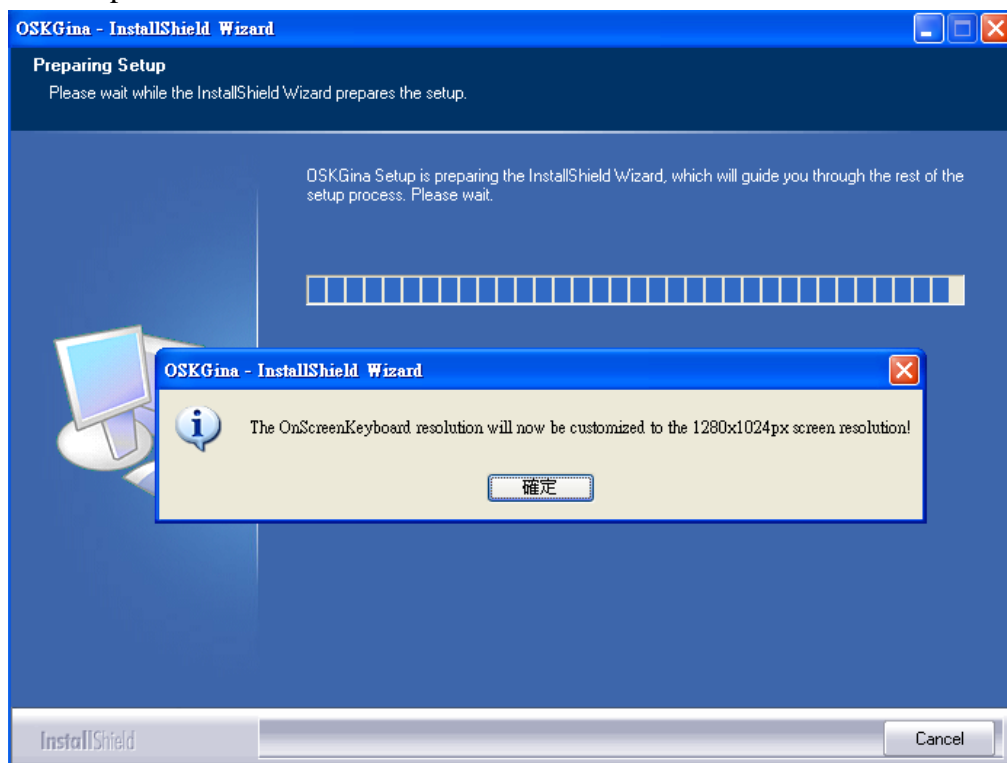 OSKGina - InstallShield Wizard
Preparing Setup
Please wait while the InstallShield Wizard prepares the setup.
OSKGina Setup is preparing the InstallShield Wizard, which will guide you through the rest of the
setup process. Please wait.
OSKGina - InstallShield Wizard
The OnScreenKeyboard resolution will now be customized to the 1280x1024px screen resolution!
確定
InstallShield
Cancel